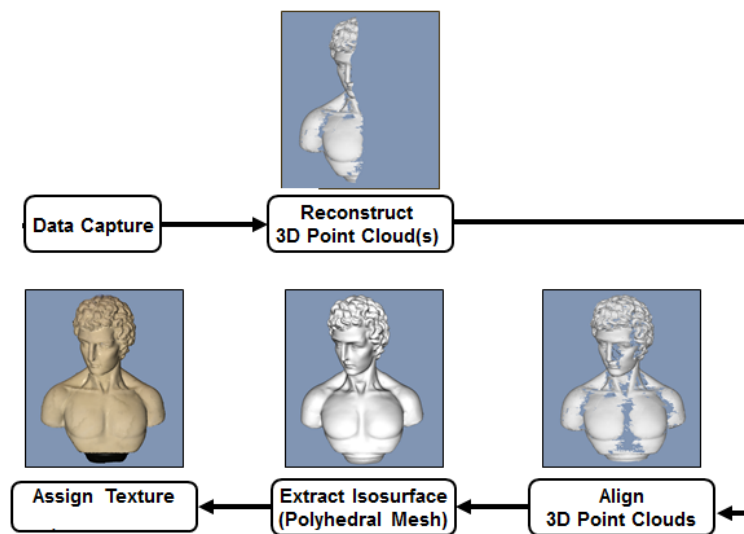 Data Capture
Reconstruct
3D Point Cloud(s)
Assign Texture
Extract Isosurface
(Polyhedral Mesh)
Align
3D Point Clouds